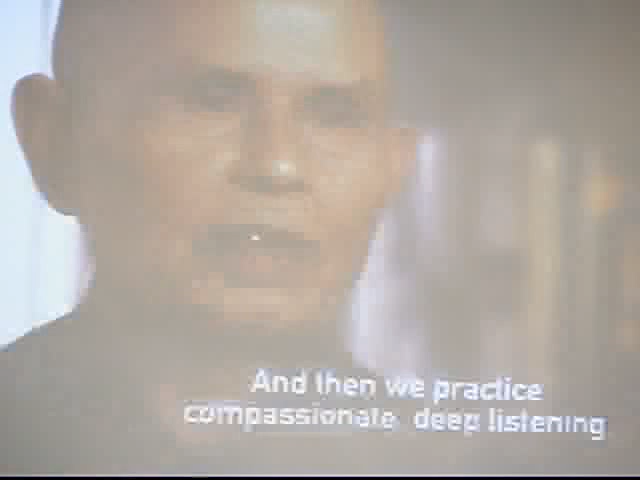 And then we practice
compassionate deep listening